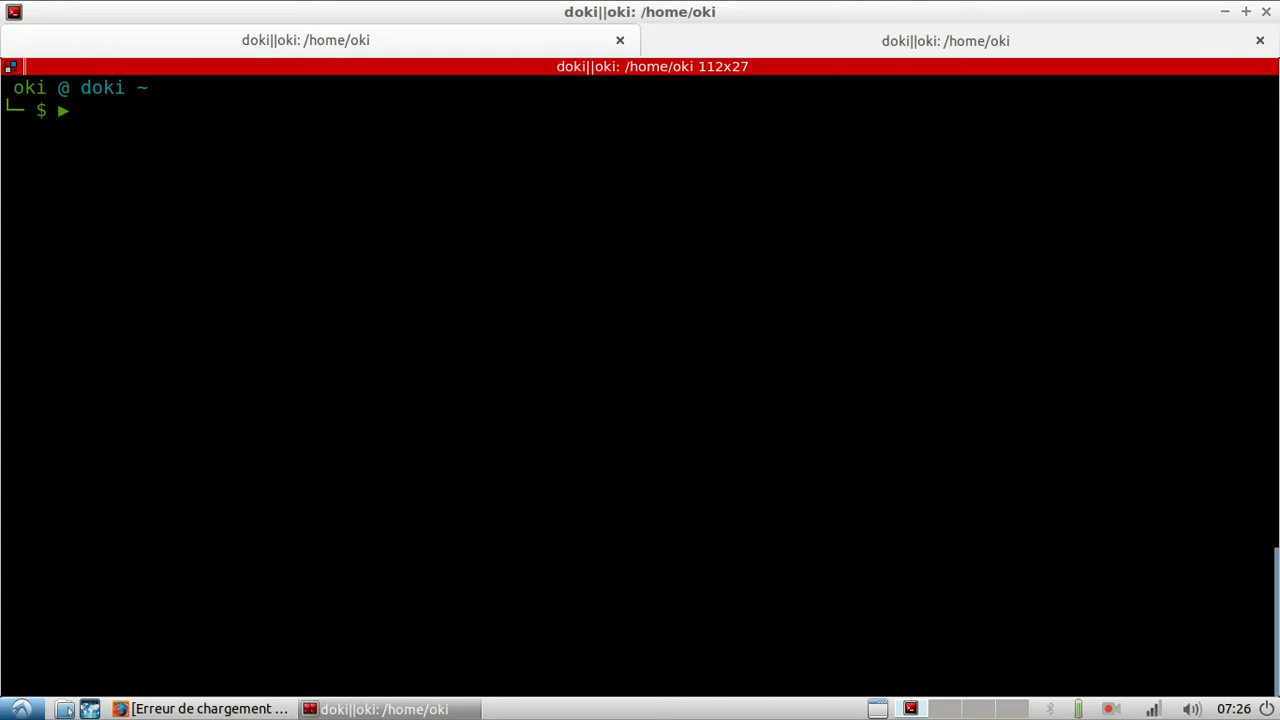 doki||oki: /home/oki
doki||oki: /home/oki
doki||oki: /home/oki
doki||oki: /home/oki 112x27
oki @ doki ~
└─ $ ▶
[Erreur de chargement ...
doki||oki: /home/oki
07:26